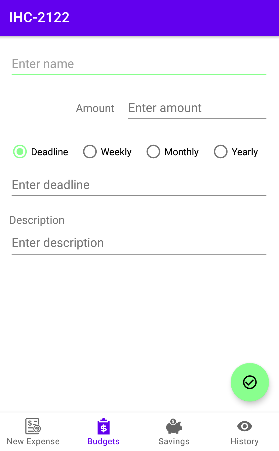 IHC-2122
Enter name
Amount Enter amount
Deadline Weekly Monthly Yearly
Enter deadline
Description
Enter description
New Expense Budgets Savings History